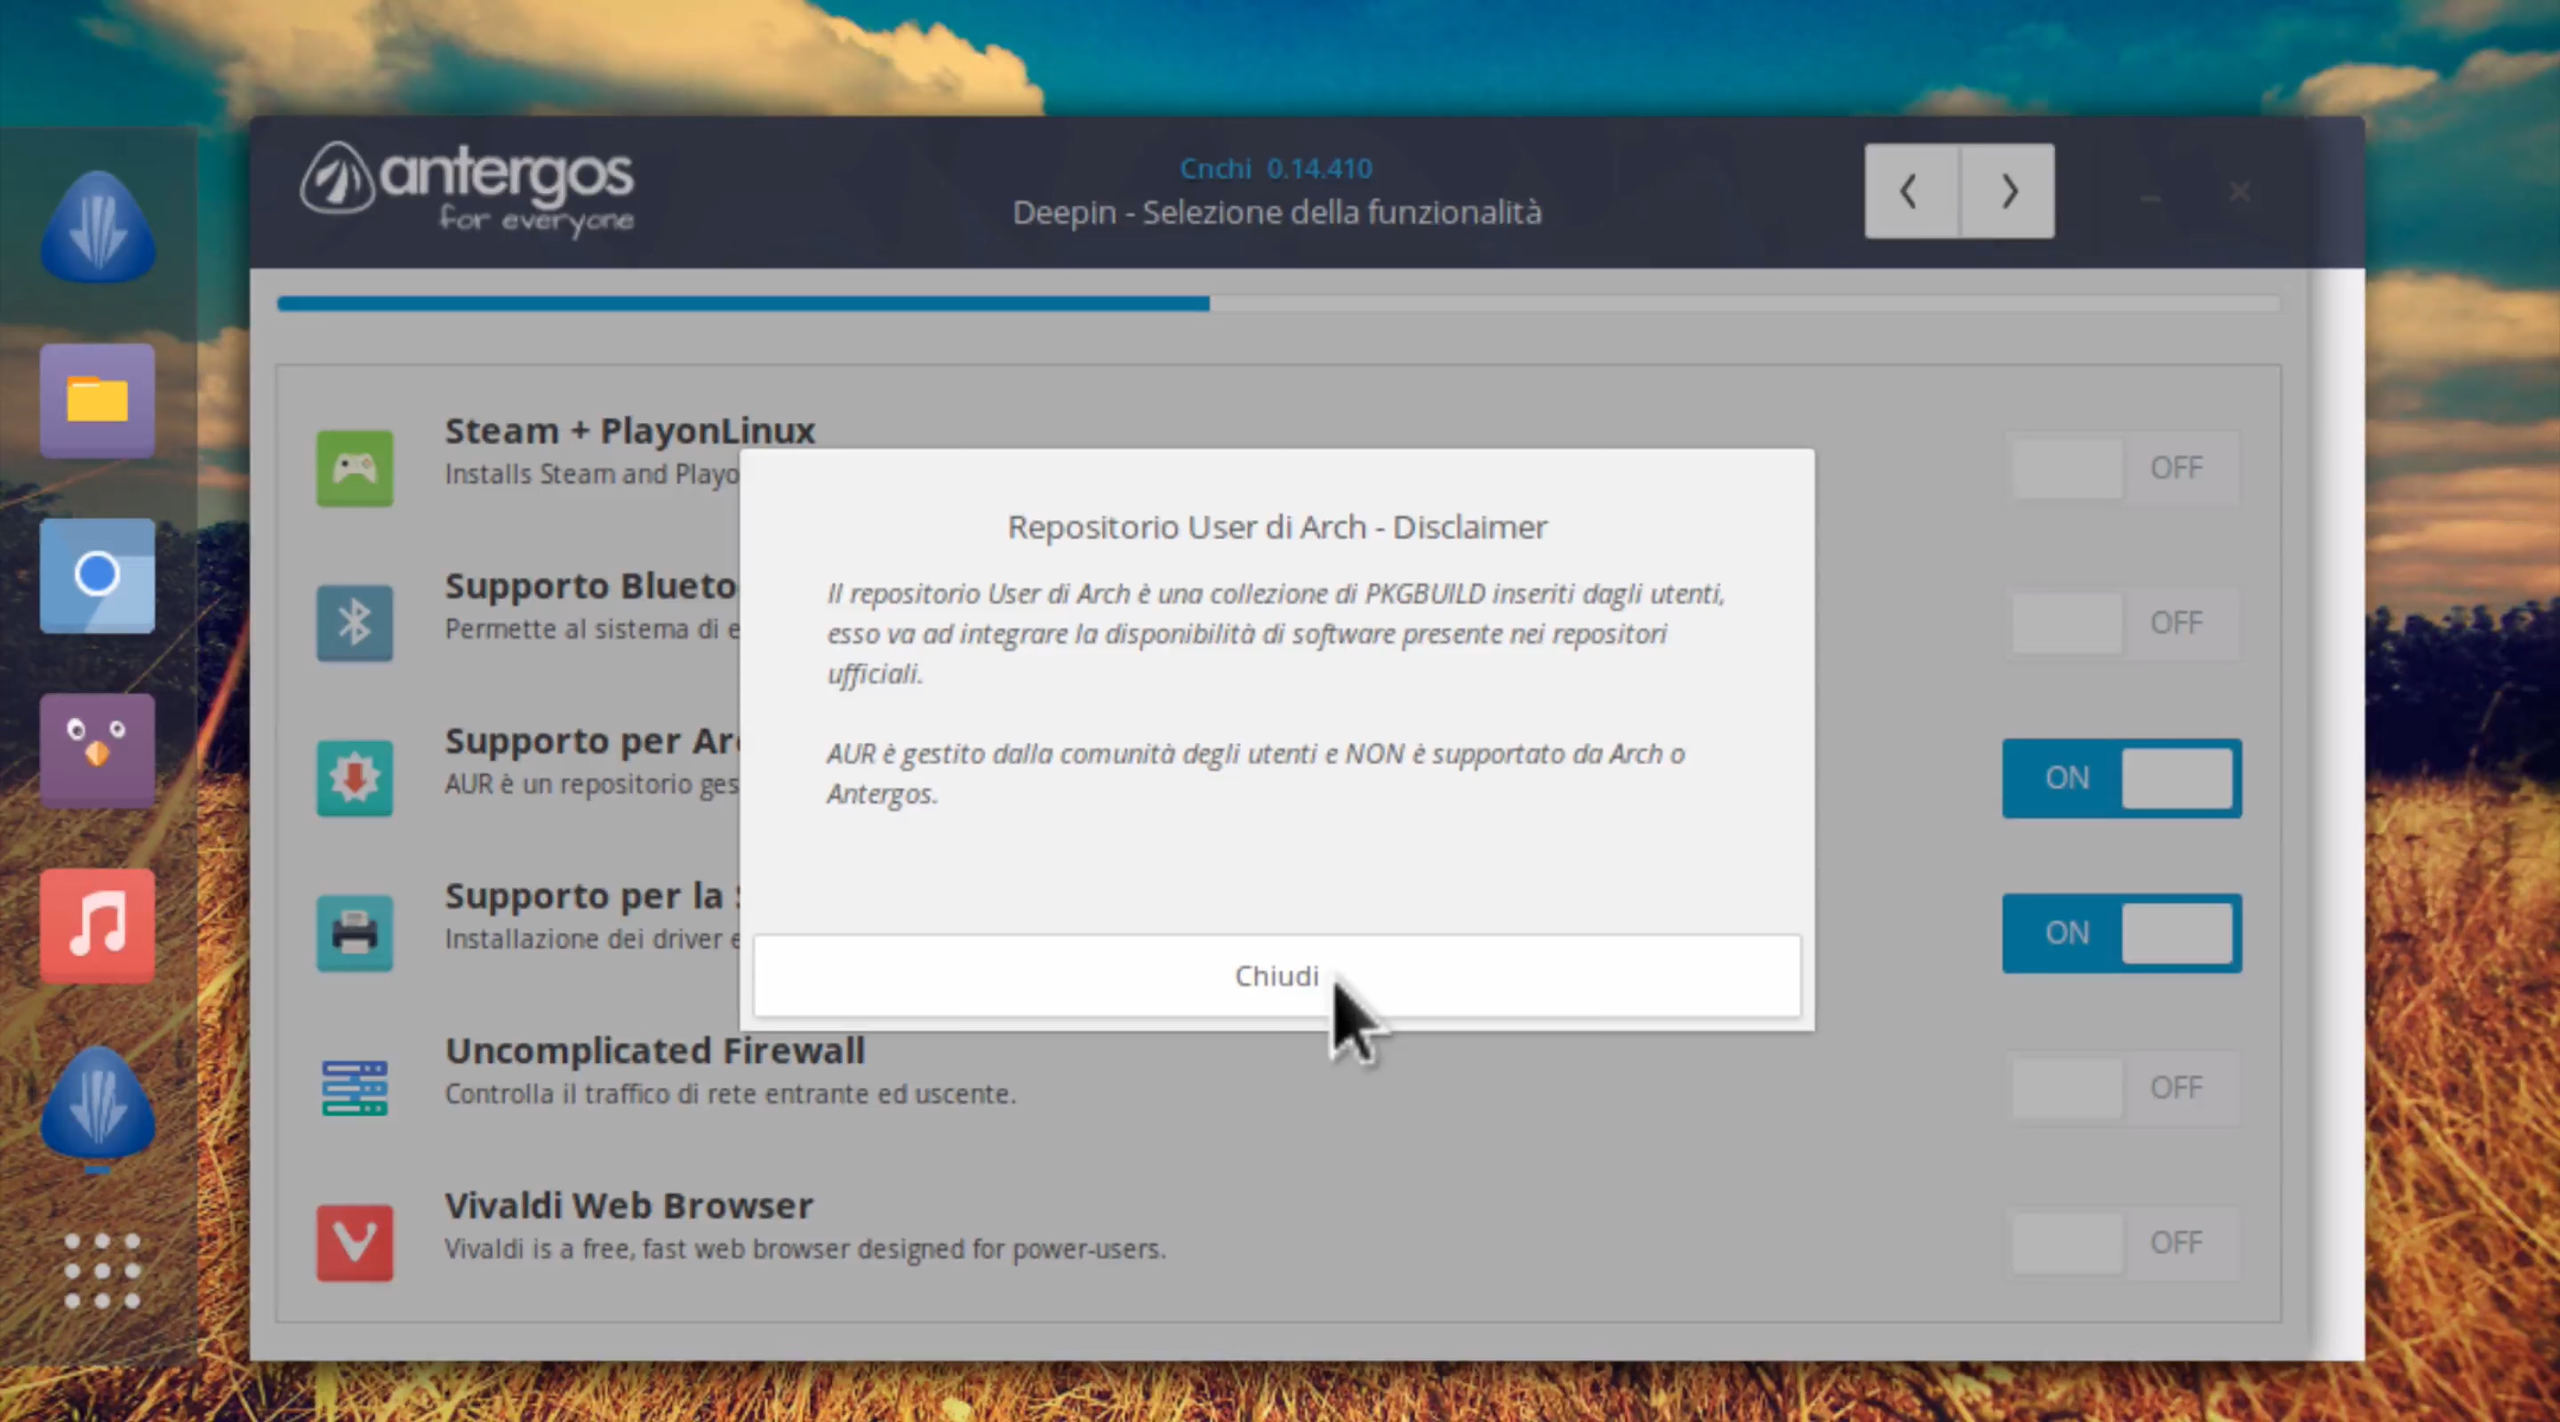 antergos
for everyone
Cnchi 0.14.410
Deepin - Selezione della funzionalità
Steam + PlayonLinux
Installs Steam and Playo
OFF
Supporto Blueto
Permette al sistema di e
OFF
Supporto per Ar
AUR è un repositorio ges
ON
Supporto per la
Installazione dei driver e
ON
Uncomplicated Firewall
Controlla il traffico di rete entrante ed uscente.
OFF
Vivaldi Web Browser
Vivaldi is a free, fast web browser designed for power-users.
OFF
Repositorio User di Arch - Disclaimer
Il repositorio User di Arch è una collezione di PKGBUILD inseriti dagli utenti,
esso va ad integrare la disponibilità di software presente nei repositori
ufficiali.
AUR è gestito dalla comunità degli utenti e NON è supportato da Arch o
Antergos.
Chiudi